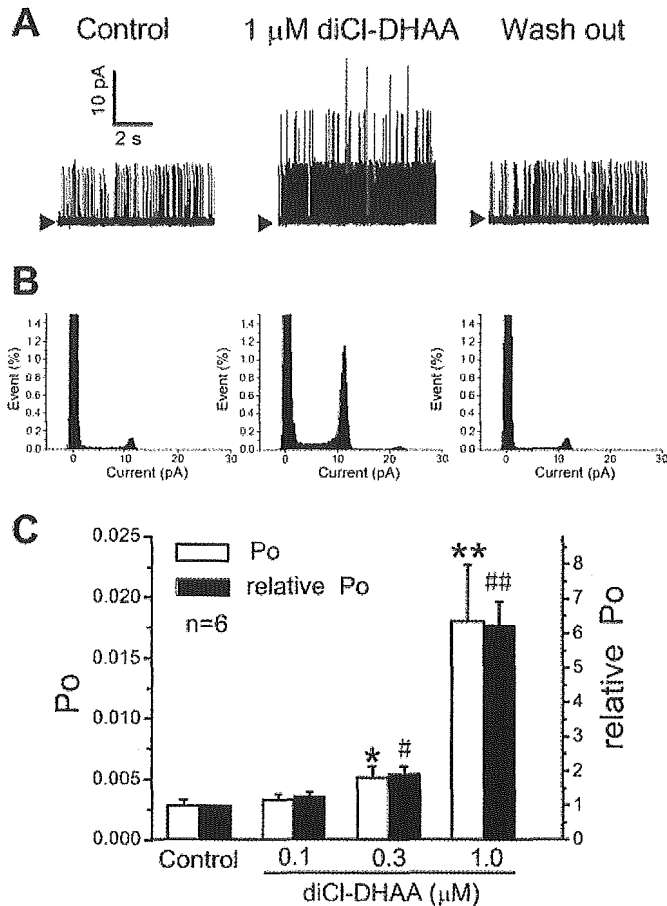 A
Control
1 μM diCl-DHAA
Wash out
10 pA
2 s
B
Event (%)
1.4
1.2
1.0
0.8
0.6
0.4
0.2
0.0
0 10 20 30
Current (pA)
Event (%)
1.4
1.2
1.0
0.8
0.6
0.4
0.2
0.0
0 10 20 30
Current (pA)
Event (%)
1.4
1.2
1.0
0.8
0.6
0.4
0.2
0.0
0 10 20 30
Current (pA)
C
Po
0.025
0.020
0.015
0.010
0.005
0.000
Po
relative Po
n=6
*
#
**
##
8
7
6
5
4
3
2
1
0
relative Po
Control 0.1 0.3 1.0
diCl-DHAA (μM)